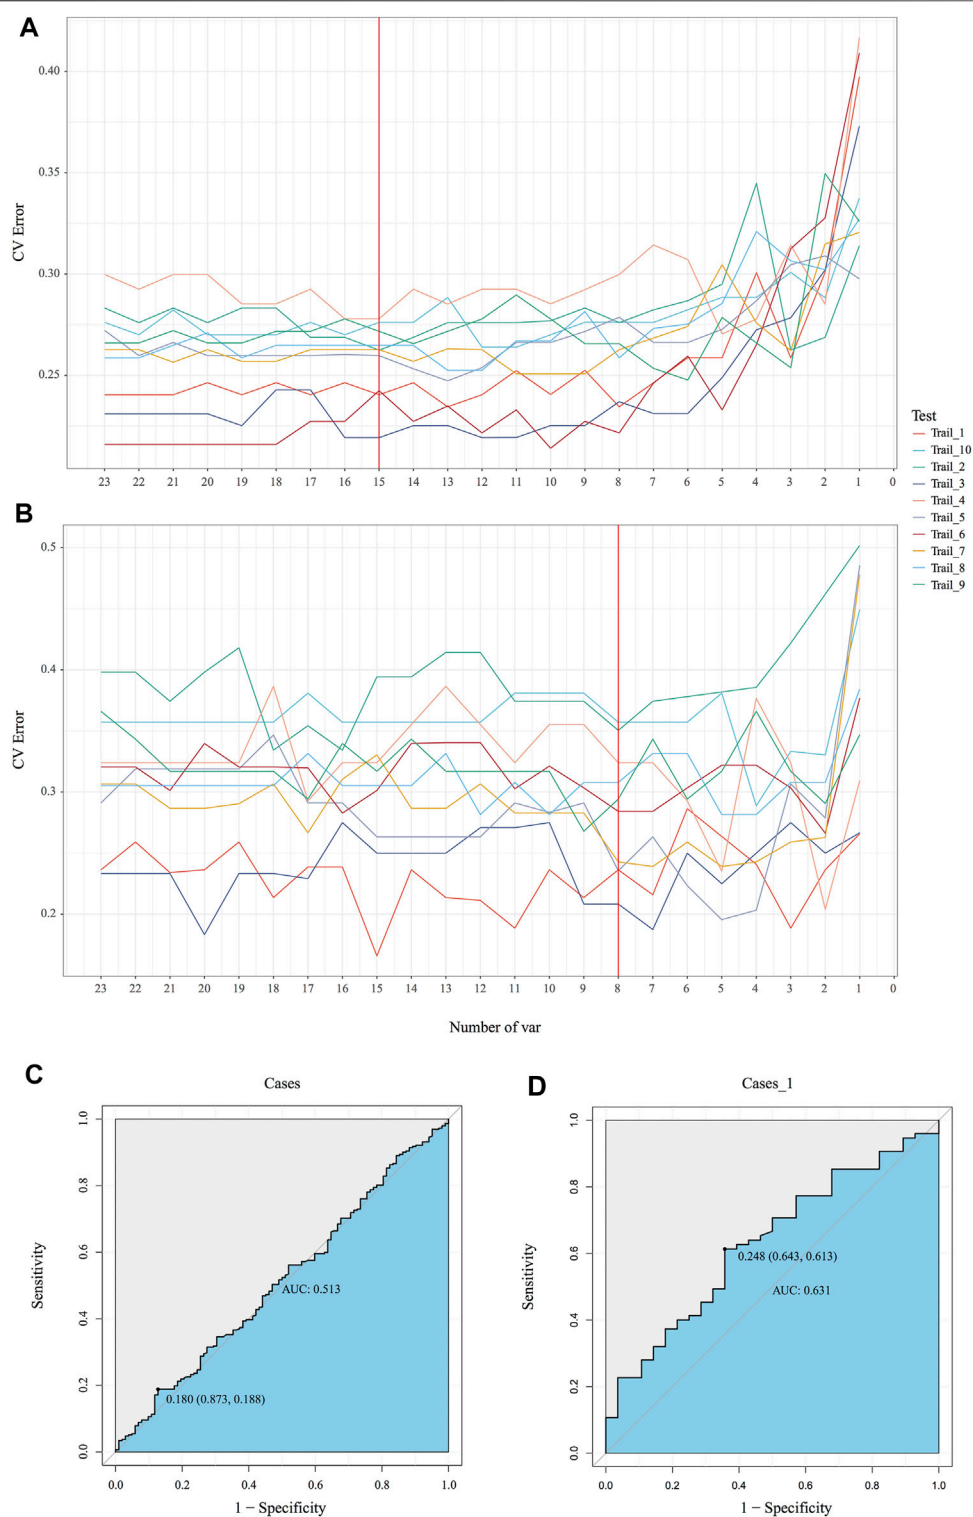 A
0.40
0.35
CV Error
0.30
0.25
23 22 21 20 19 18 17 16 15 14 13 12 11 10 9 8 7 6 5 4 3 2 1 0
Test
Trail_1
Trail_10
Trail_2
Trail_3
Trail_4
Trail_5
Trail_6
Trail_7
Trail_8
Trail_9
B
0.5
0.4
CV Error
0.3
0.2
23 22 21 20 19 18 17 16 15 14 13 12 11 10 9 8 7 6 5 4 3 2 1 0
Number of var
C
Cases
1.0
0.8
0.6
Sensitivity
0.4
0.2
0.0
AUC: 0.513
0.180 (0.873, 0.188)
0.0 0.2 0.4 0.6 0.8 1.0
1 − Specificity
D
Cases_1
1.0
0.8
0.6
Sensitivity
0.4
0.2
0.0
0.248 (0.643, 0.613)
AUC: 0.631
0.0 0.2 0.4 0.6 0.8 1.0
1 − Specificity